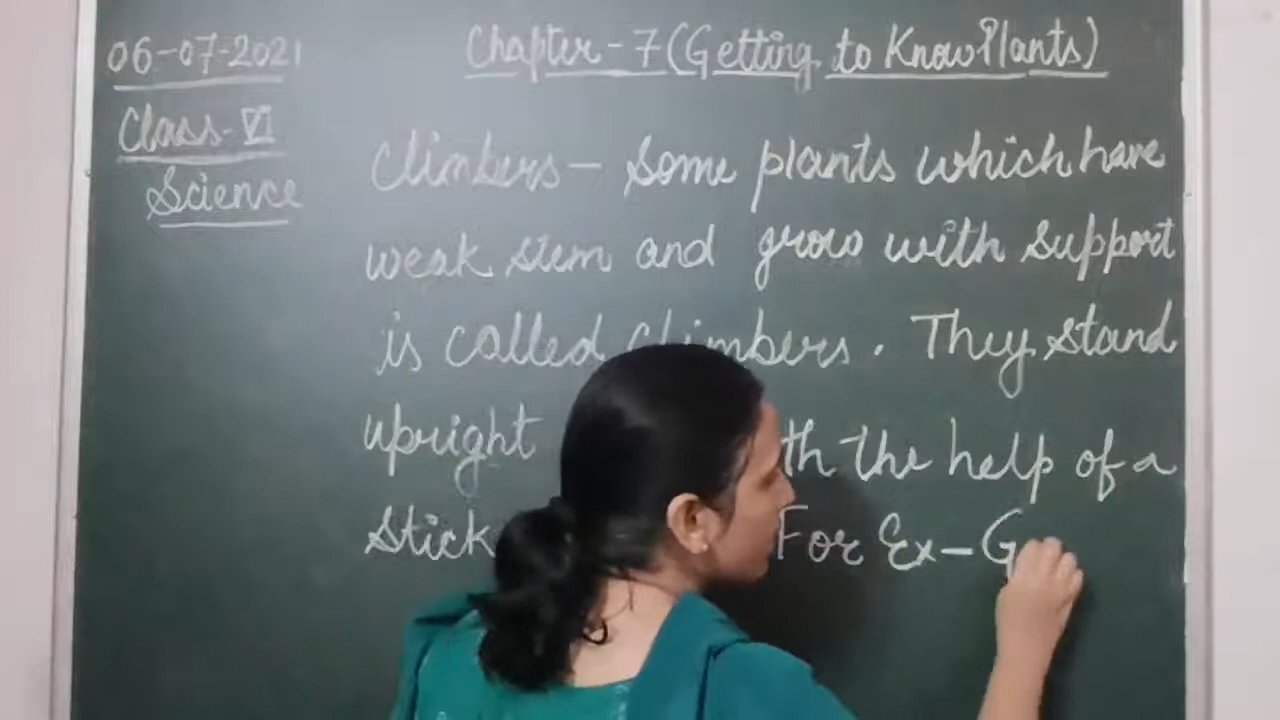 06-07-2021
Chapter-7 (Getting to Know Plants)
Class-VI
Science
Climbers - Some plants which have
weak stem and grow with support
is called climbers. They stand
upright the help of a
Stick For Ex - G